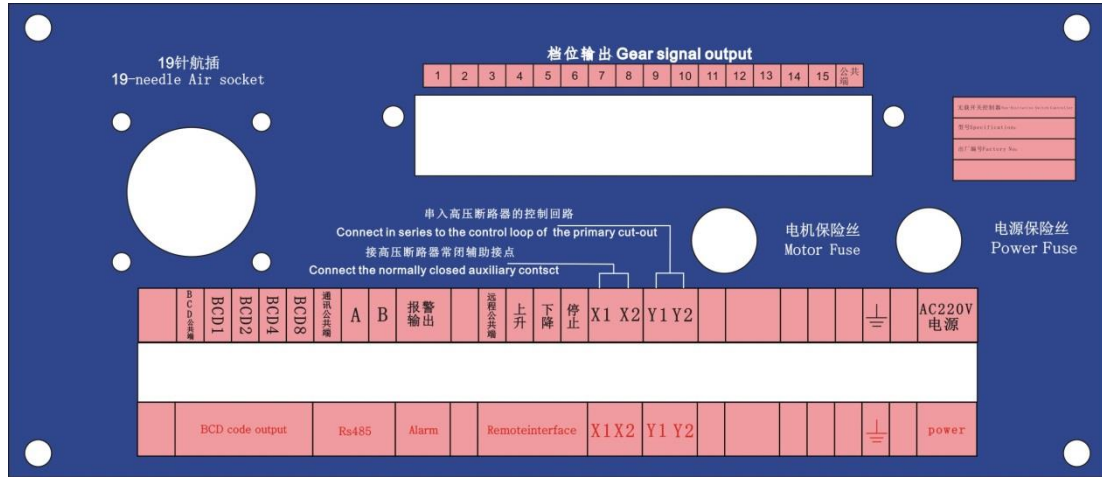 19针航插
19-needle Air socket
档位输出 Gear signal output
1 2 3 4 5 6 7 8 9 10 11 12 13 14 15 公共端
型号Specifications
出厂编号Factory No.
串入高压断路器的控制回路
Connect in series to the control loop of the primary cut-out
接高压断路器常闭辅助接点
Connect the normally closed auxiliary contsct
电机保险丝
Motor Fuse
电源保险丝
Power Fuse
BCD公共端 BCD1 BCD2 BCD4 BCD8 通讯公共端 A B 报警输出 远程公共端 上升 下降 停止 X1 X2 Y1 Y2 AC220V电源
BCD code output Rs485 Alarm Remoteinterface X1X2 Y1 Y2 power